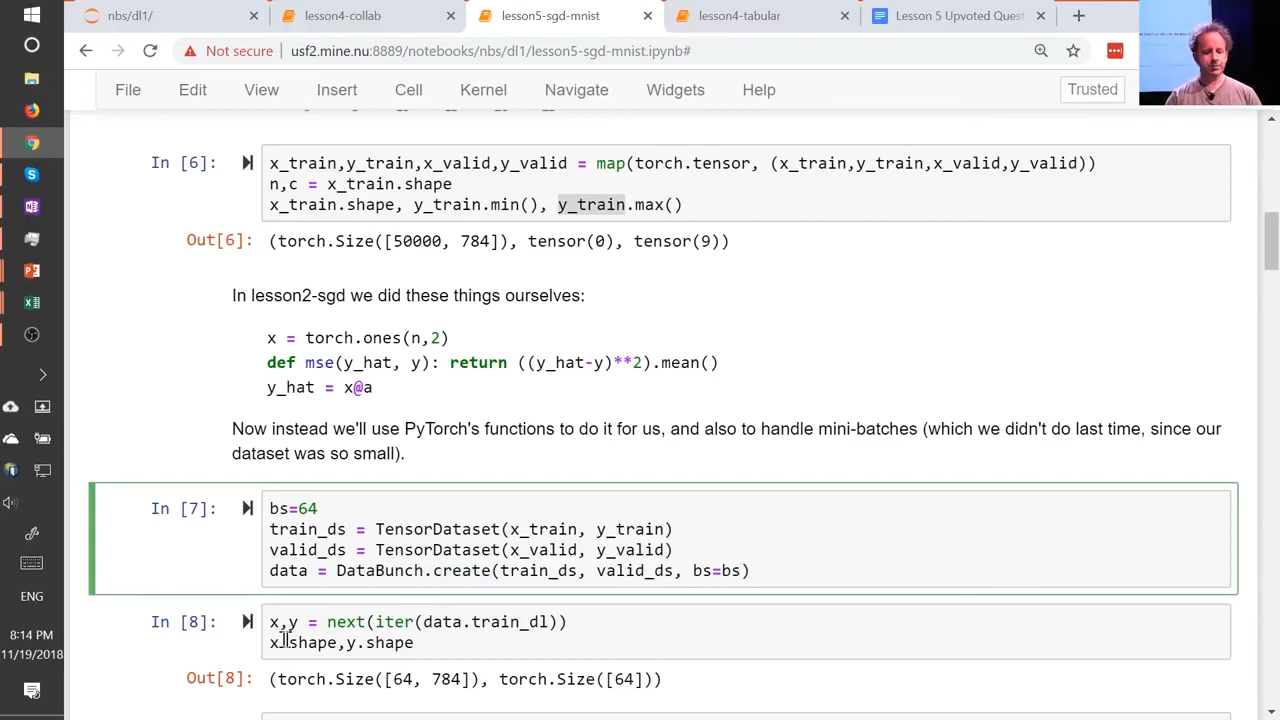 nbs/dl1/
lesson4-collab
lesson5-sgd-mnist
lesson4-tabular
Lesson 5 Upvoted Quest
Not secure
usf2.mine.nu:8889/notebooks/nbs/dl1/lesson5-sgd-mnist.ipynb#
File Edit View Insert Cell Kernel Navigate Widgets Help
Trusted
In [6]:
x_train,y_train,x_valid,y_valid = map(torch.tensor, (x_train,y_train,x_valid,y_valid))
n,c = x_train.shape
x_train.shape, y_train.min(), y_train.max()
Out[6]: (torch.Size([50000, 784]), tensor(0), tensor(9))
In lesson2-sgd we did these things ourselves:
x = torch.ones(n,2)
def mse(y_hat, y): return ((y_hat-y)**2).mean()
y_hat = x@a
Now instead we'll use PyTorch's functions to do it for us, and also to handle mini-batches (which we didn't do last time, since our
dataset was so small).
In [7]:
bs=64
train_ds = TensorDataset(x_train, y_train)
valid_ds = TensorDataset(x_valid, y_valid)
data = DataBunch.create(train_ds, valid_ds, bs=bs)
In [8]:
x,y = next(iter(data.train_dl))
x.shape,y.shape
Out[8]: (torch.Size([64, 784]), torch.Size([64]))
ENG
8:14 PM
11/19/2018